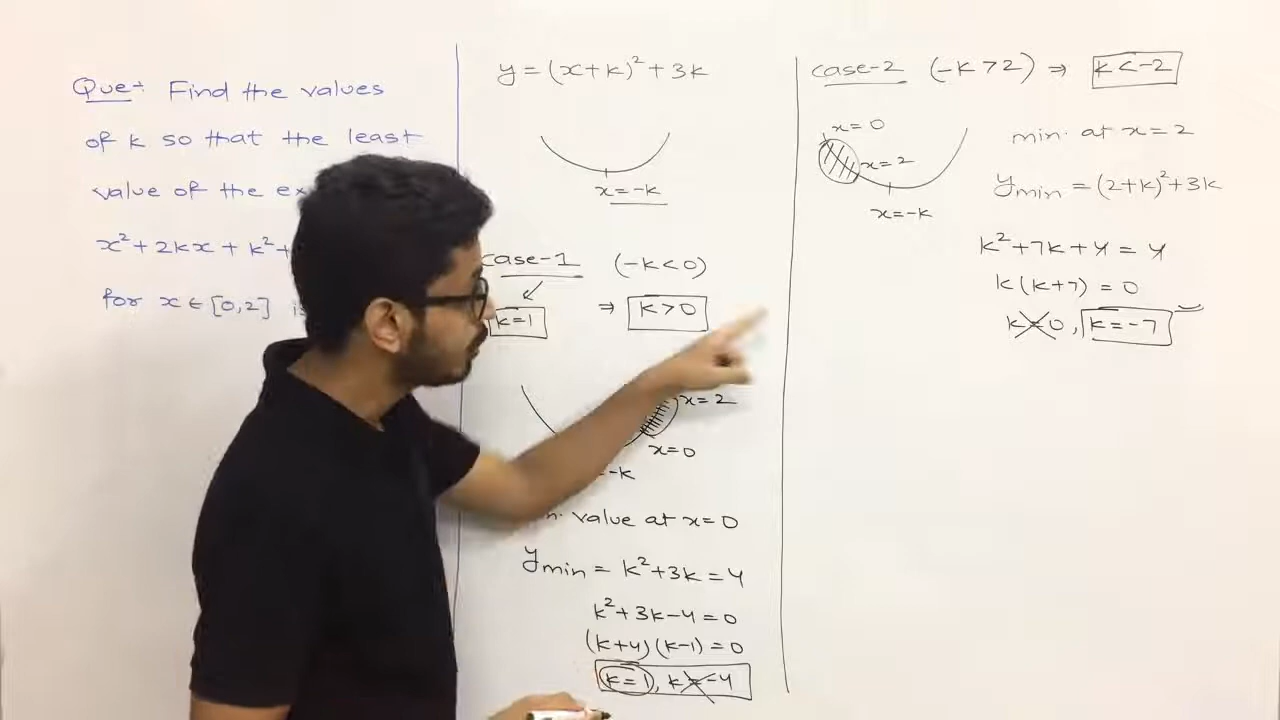 Que:- Find the values
of k so that the least
value of the ex
x² + 2kx + k² +
for x ∈ [0,2] is
y = (x+k)² + 3k
x = -k
case-1 (-k<0)
k=1 ⇒ k>0
x=2
x=0
-k
n. value at x=0
ymin = k²+3k = 4
k²+3k-4=0
(k+4)(k-1)=0
k=1, k=-4
case-2 (-k>2) ⇒ k<-2
x=0
x=2
x=-k
min. at x=2
ymin = (2+k)²+3k
k²+7k+4=4
k(k+7)=0
k=0, k=-7